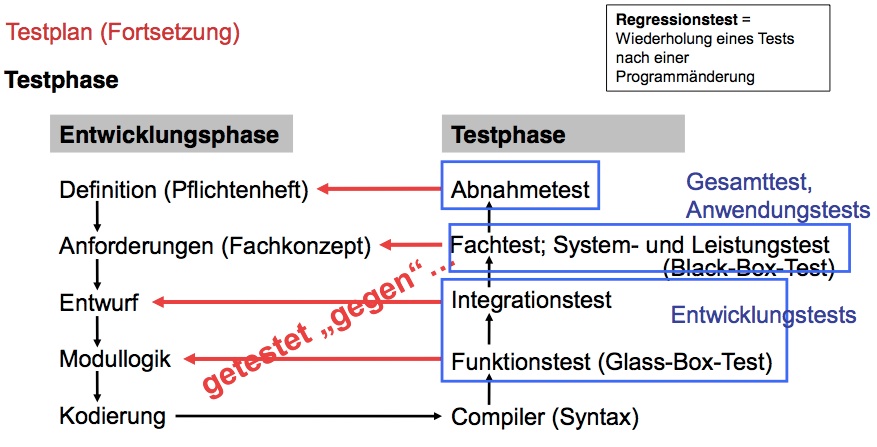 Testplan (Fortsetzung)
Regressionstest =
Wiederholung eines Tests
nach einer
Programmänderung
Testphase
Entwicklungsphase
Testphase
Definition (Pflichtenheft)
Abnahmetest
Gesamttest,
Anwendungstests
Anforderungen (Fachkonzept)
Fachtest; System- und Leistungstest
(Black-Box-Test)
getestet „gegen“ ...
Entwurf
Integrationstest
Entwicklungstests
Modullogik
Funktionstest (Glass-Box-Test)
Kodierung
Compiler (Syntax)